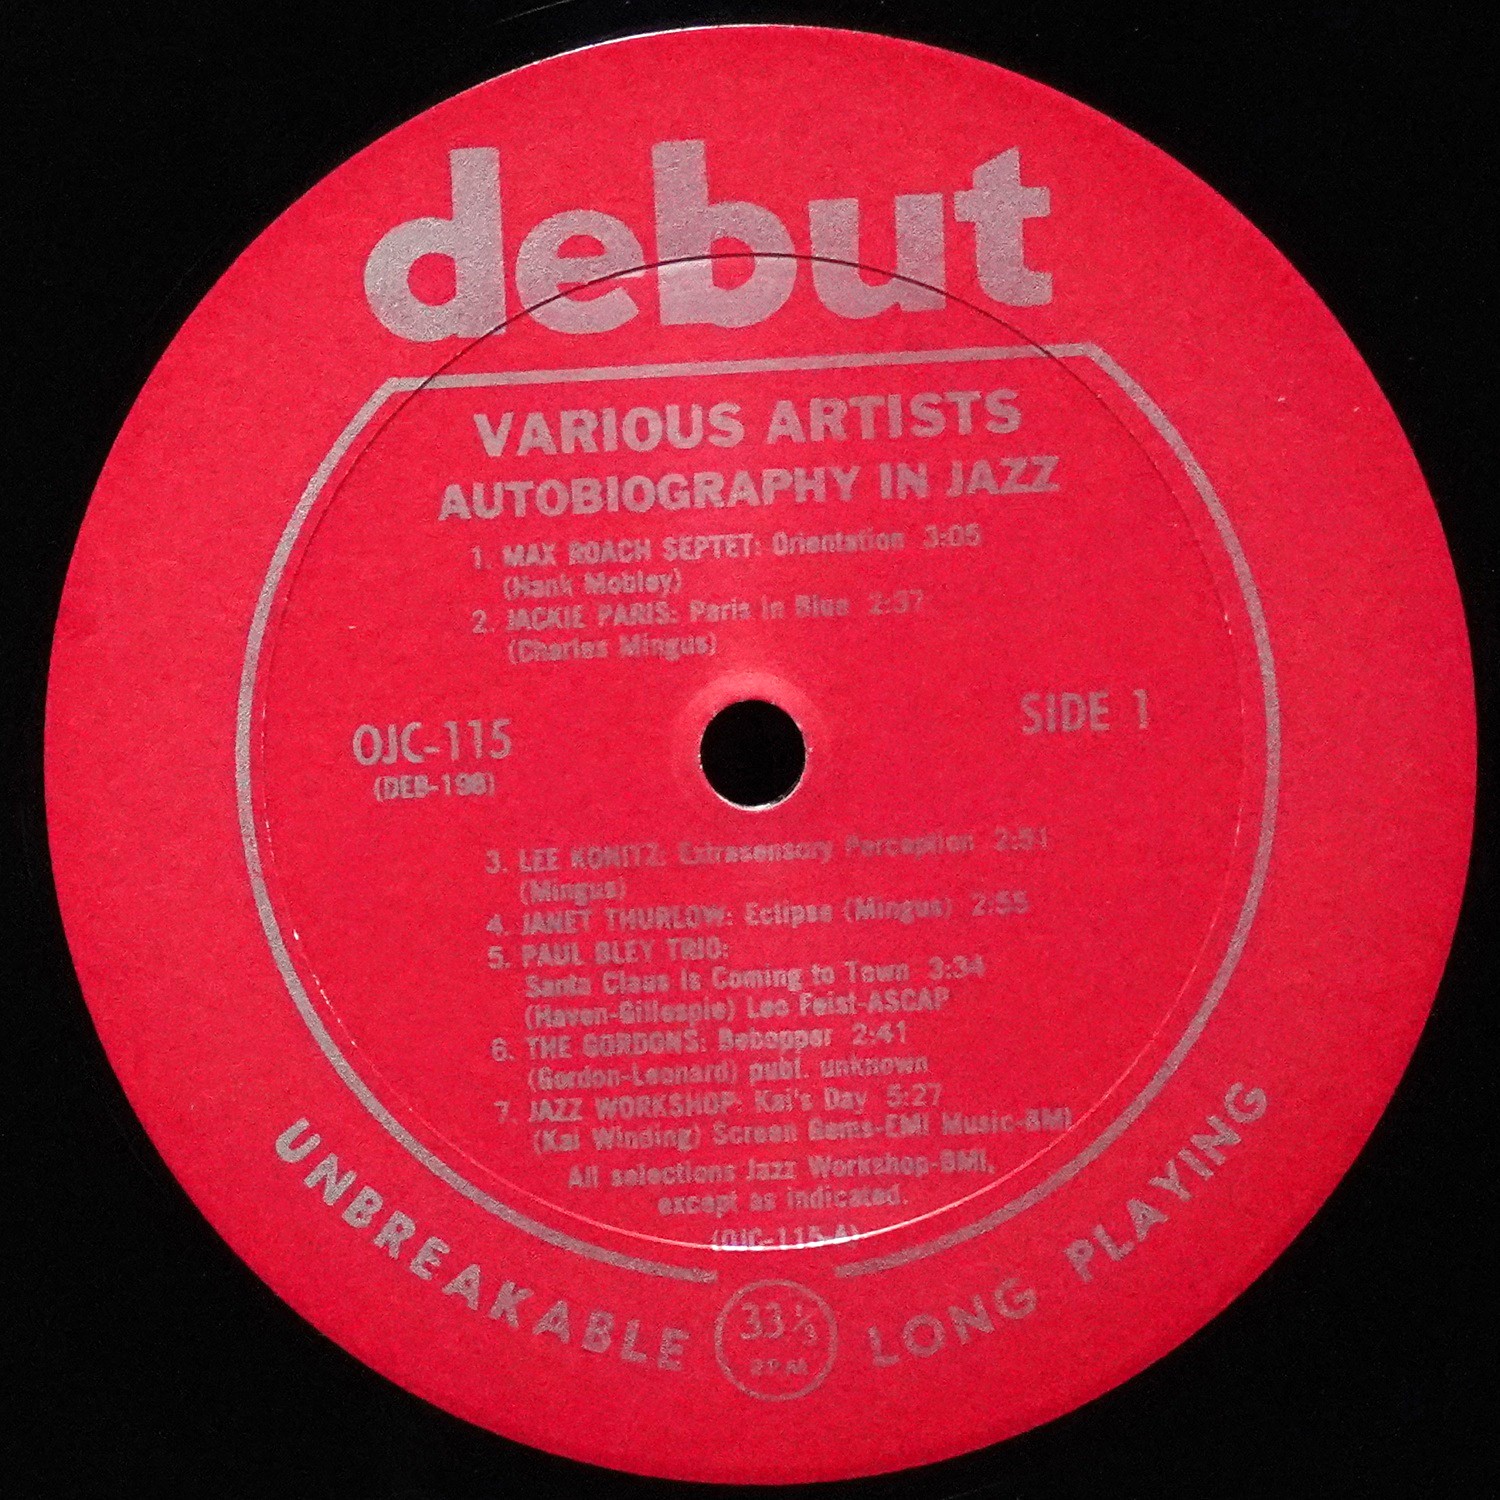 debut
VARIOUS ARTISTS
AUTOBIOGRAPHY IN JAZZ
1. MAX ROACH SEPTET: Orientation 3:05
(Hank Mobley)
2. JACKIE PARIS: Paris in Blue 2:37
(Charles Mingus)
OJC-115
(DEB-198)
SIDE 1
3. LEE KONITZ: Extrasensory Perception 2:51
(Mingus)
4. JANET THURLOW: Eclipse (Mingus) 2:55
5. PAUL BLEY TRIO:
Santa Claus is Coming to Town 3:34
(Haven-Gillespie) Leo Feist-ASCAP
6. THE GORDONS: Bebopper 2:41
(Gordon-Leonard) publ. unknown
7. JAZZ WORKSHOP: Kai's Day 5:27
(Kai Winding) Screen Gems-EMI Music-BMI
All selections Jazz Workshop-BMI,
except as indicated.
(OJC-115-A)
UNBREAKABLE
33 1/3
RPM
LONG PLAYING